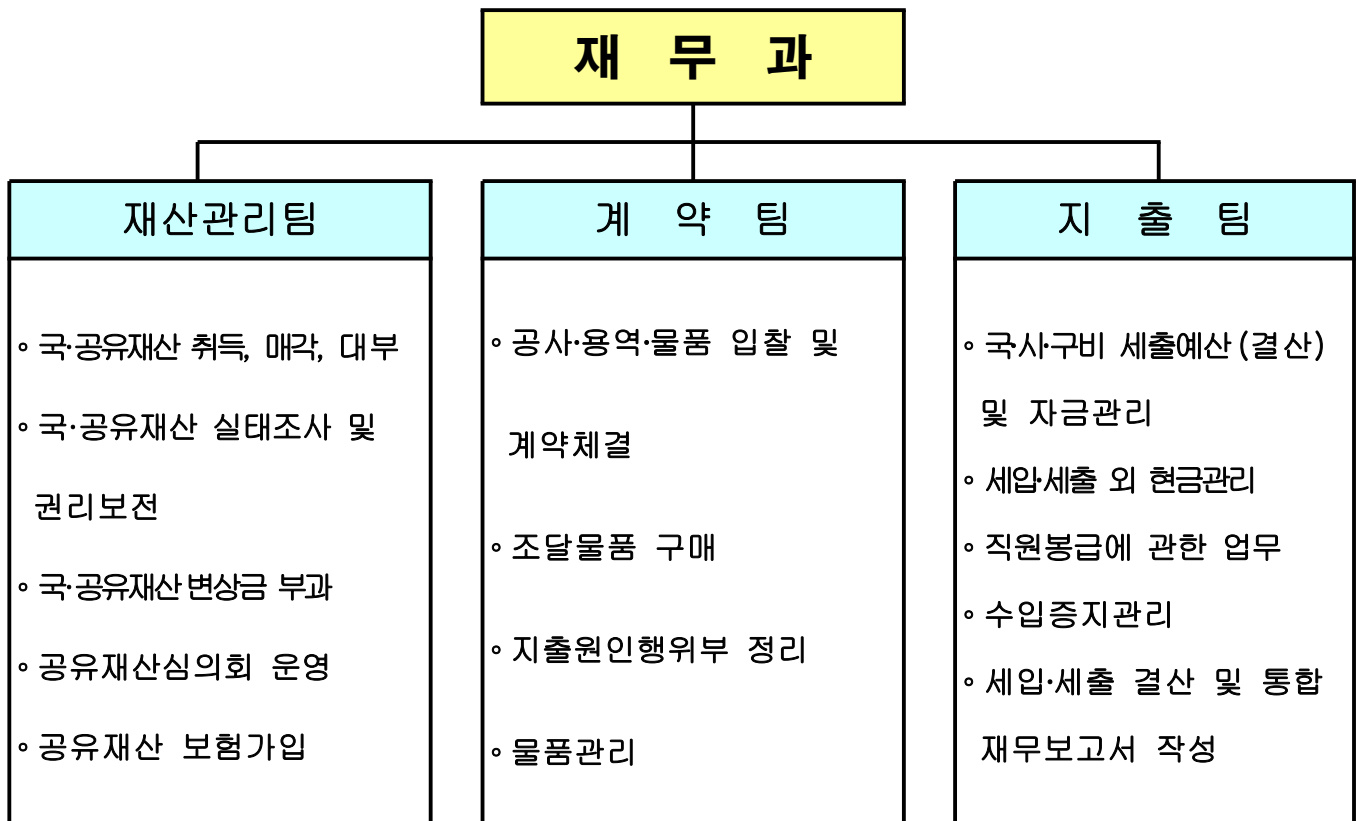 재 무 과
재산관리팀
◦ 국·공유재산 취득, 매각, 대부
◦ 국·공유재산 실태조사 및
권리보전
◦ 국·공유재산 변상금 부과
◦ 공유재산심의회 운영
◦ 공유재산 보험가입
계 약 팀
◦ 공사·용역·물품 입찰 및
계약체결
◦ 조달물품 구매
◦ 지출원인행위부 정리
◦ 물품관리
지 출 팀
◦ 국·시·구비 세출예산(결산)
및 자금관리
◦ 세입·세출 외 현금관리
◦ 직원봉급에 관한 업무
◦ 수입증지관리
◦ 세입·세출 결산 및 통합
재무보고서 작성